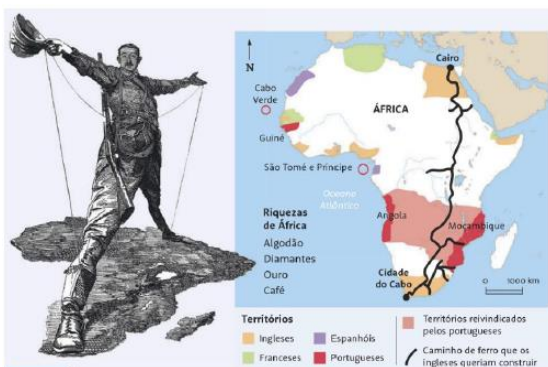 N
Cairo
Cabo
Verde
ÁFRICA
Guiné
São Tomé e Príncipe
Oceano
Atlântico
Angola
Moçambique
Riquezas
de África
Algodão
Diamantes
Ouro
Café
Cidade
do Cabo
0 1000 km
Territórios
Ingleses
Espanhóis
Franceses
Portugueses
Territórios reivindicados
pelos portugueses
Caminho de ferro que os
ingleses queriam construir